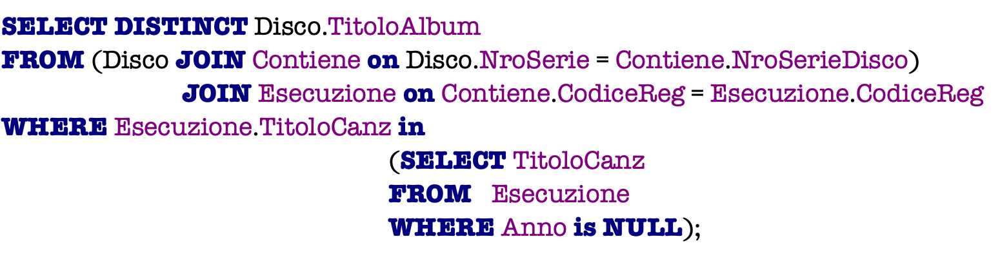 SELECT DISTINCT Disco.TitoloAlbum
FROM (Disco JOIN Contiene on Disco.NroSerie = Contiene.NroSerieDisco)
JOIN Esecuzione on Contiene.CodiceReg = Esecuzione.CodiceReg
WHERE Esecuzione.TitoloCanz in
(SELECT TitoloCanz
FROM Esecuzione
WHERE Anno is NULL);